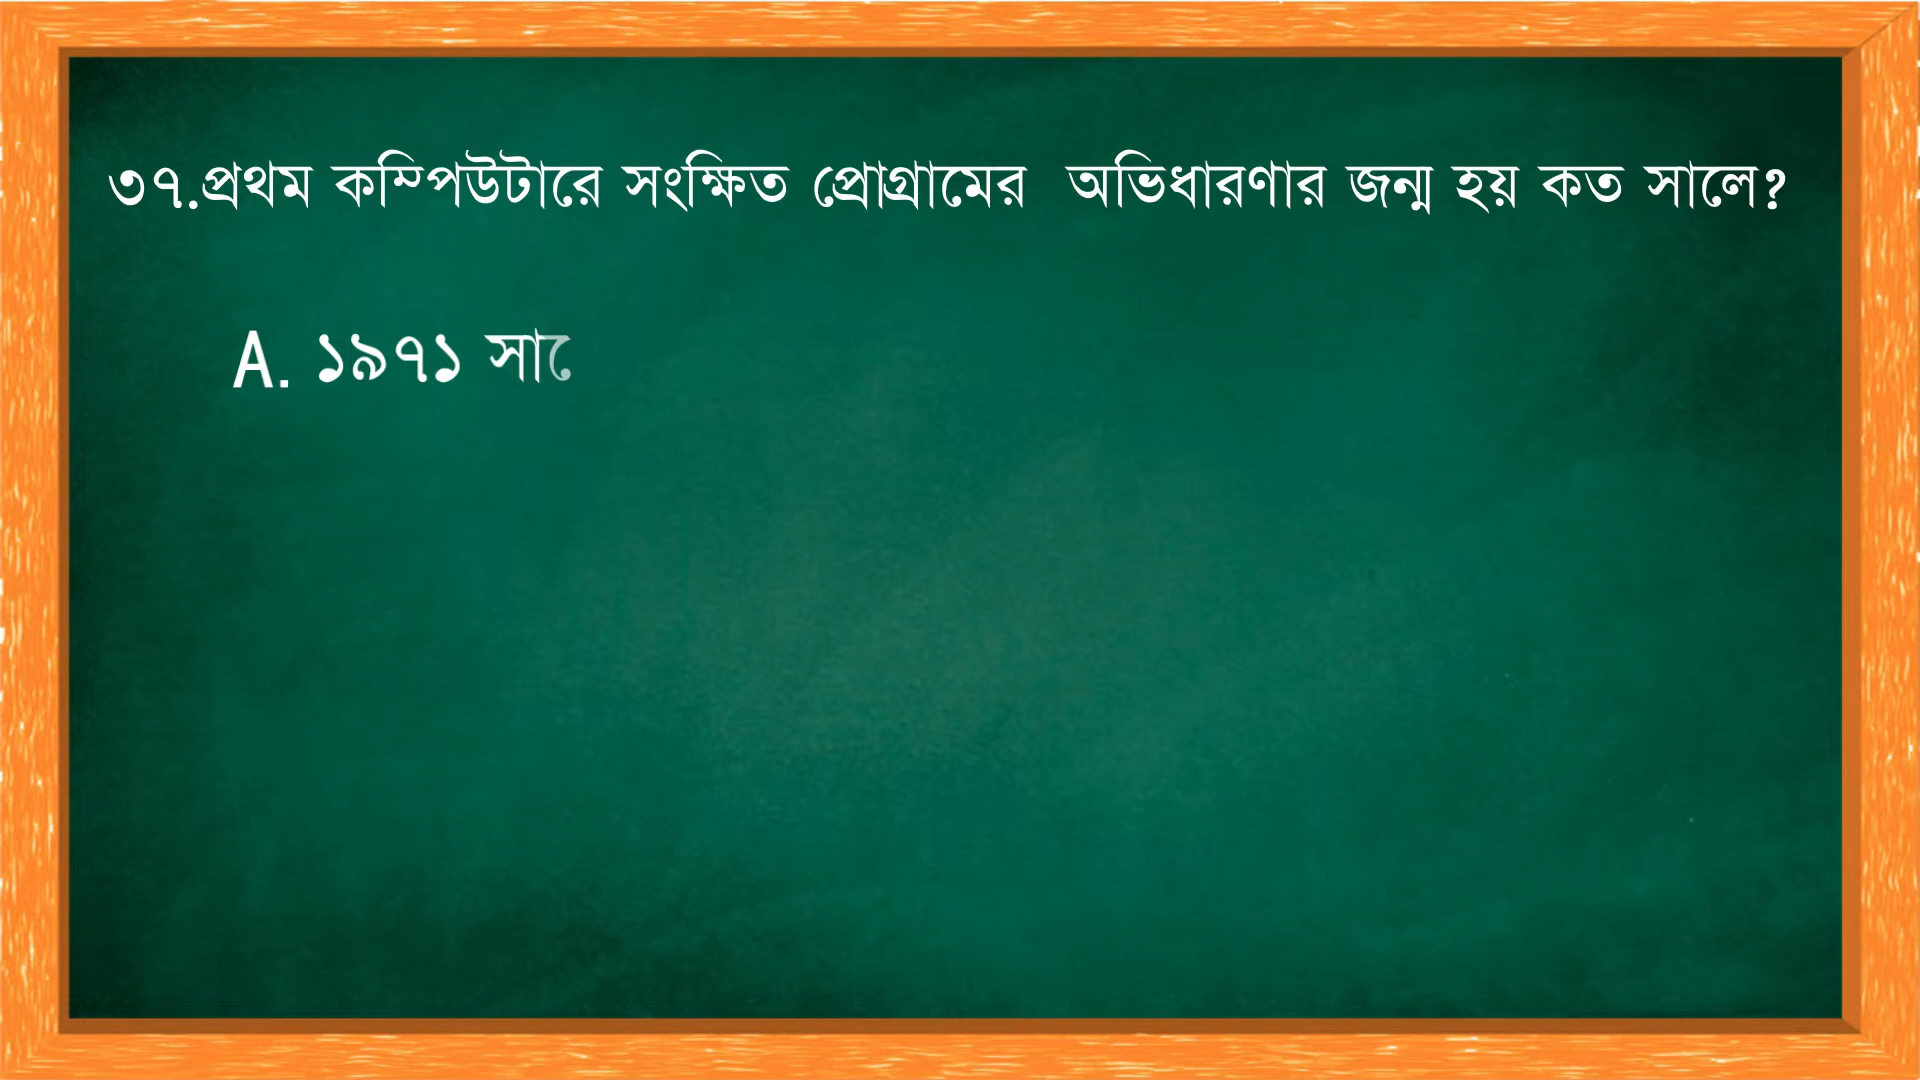 ৩৭.প্রথম কম্পিউটারে সংক্ষিত প্রোগ্রামের অভিধারণার জন্ম হয় কত সালে?
A. ১৯৭১ সা